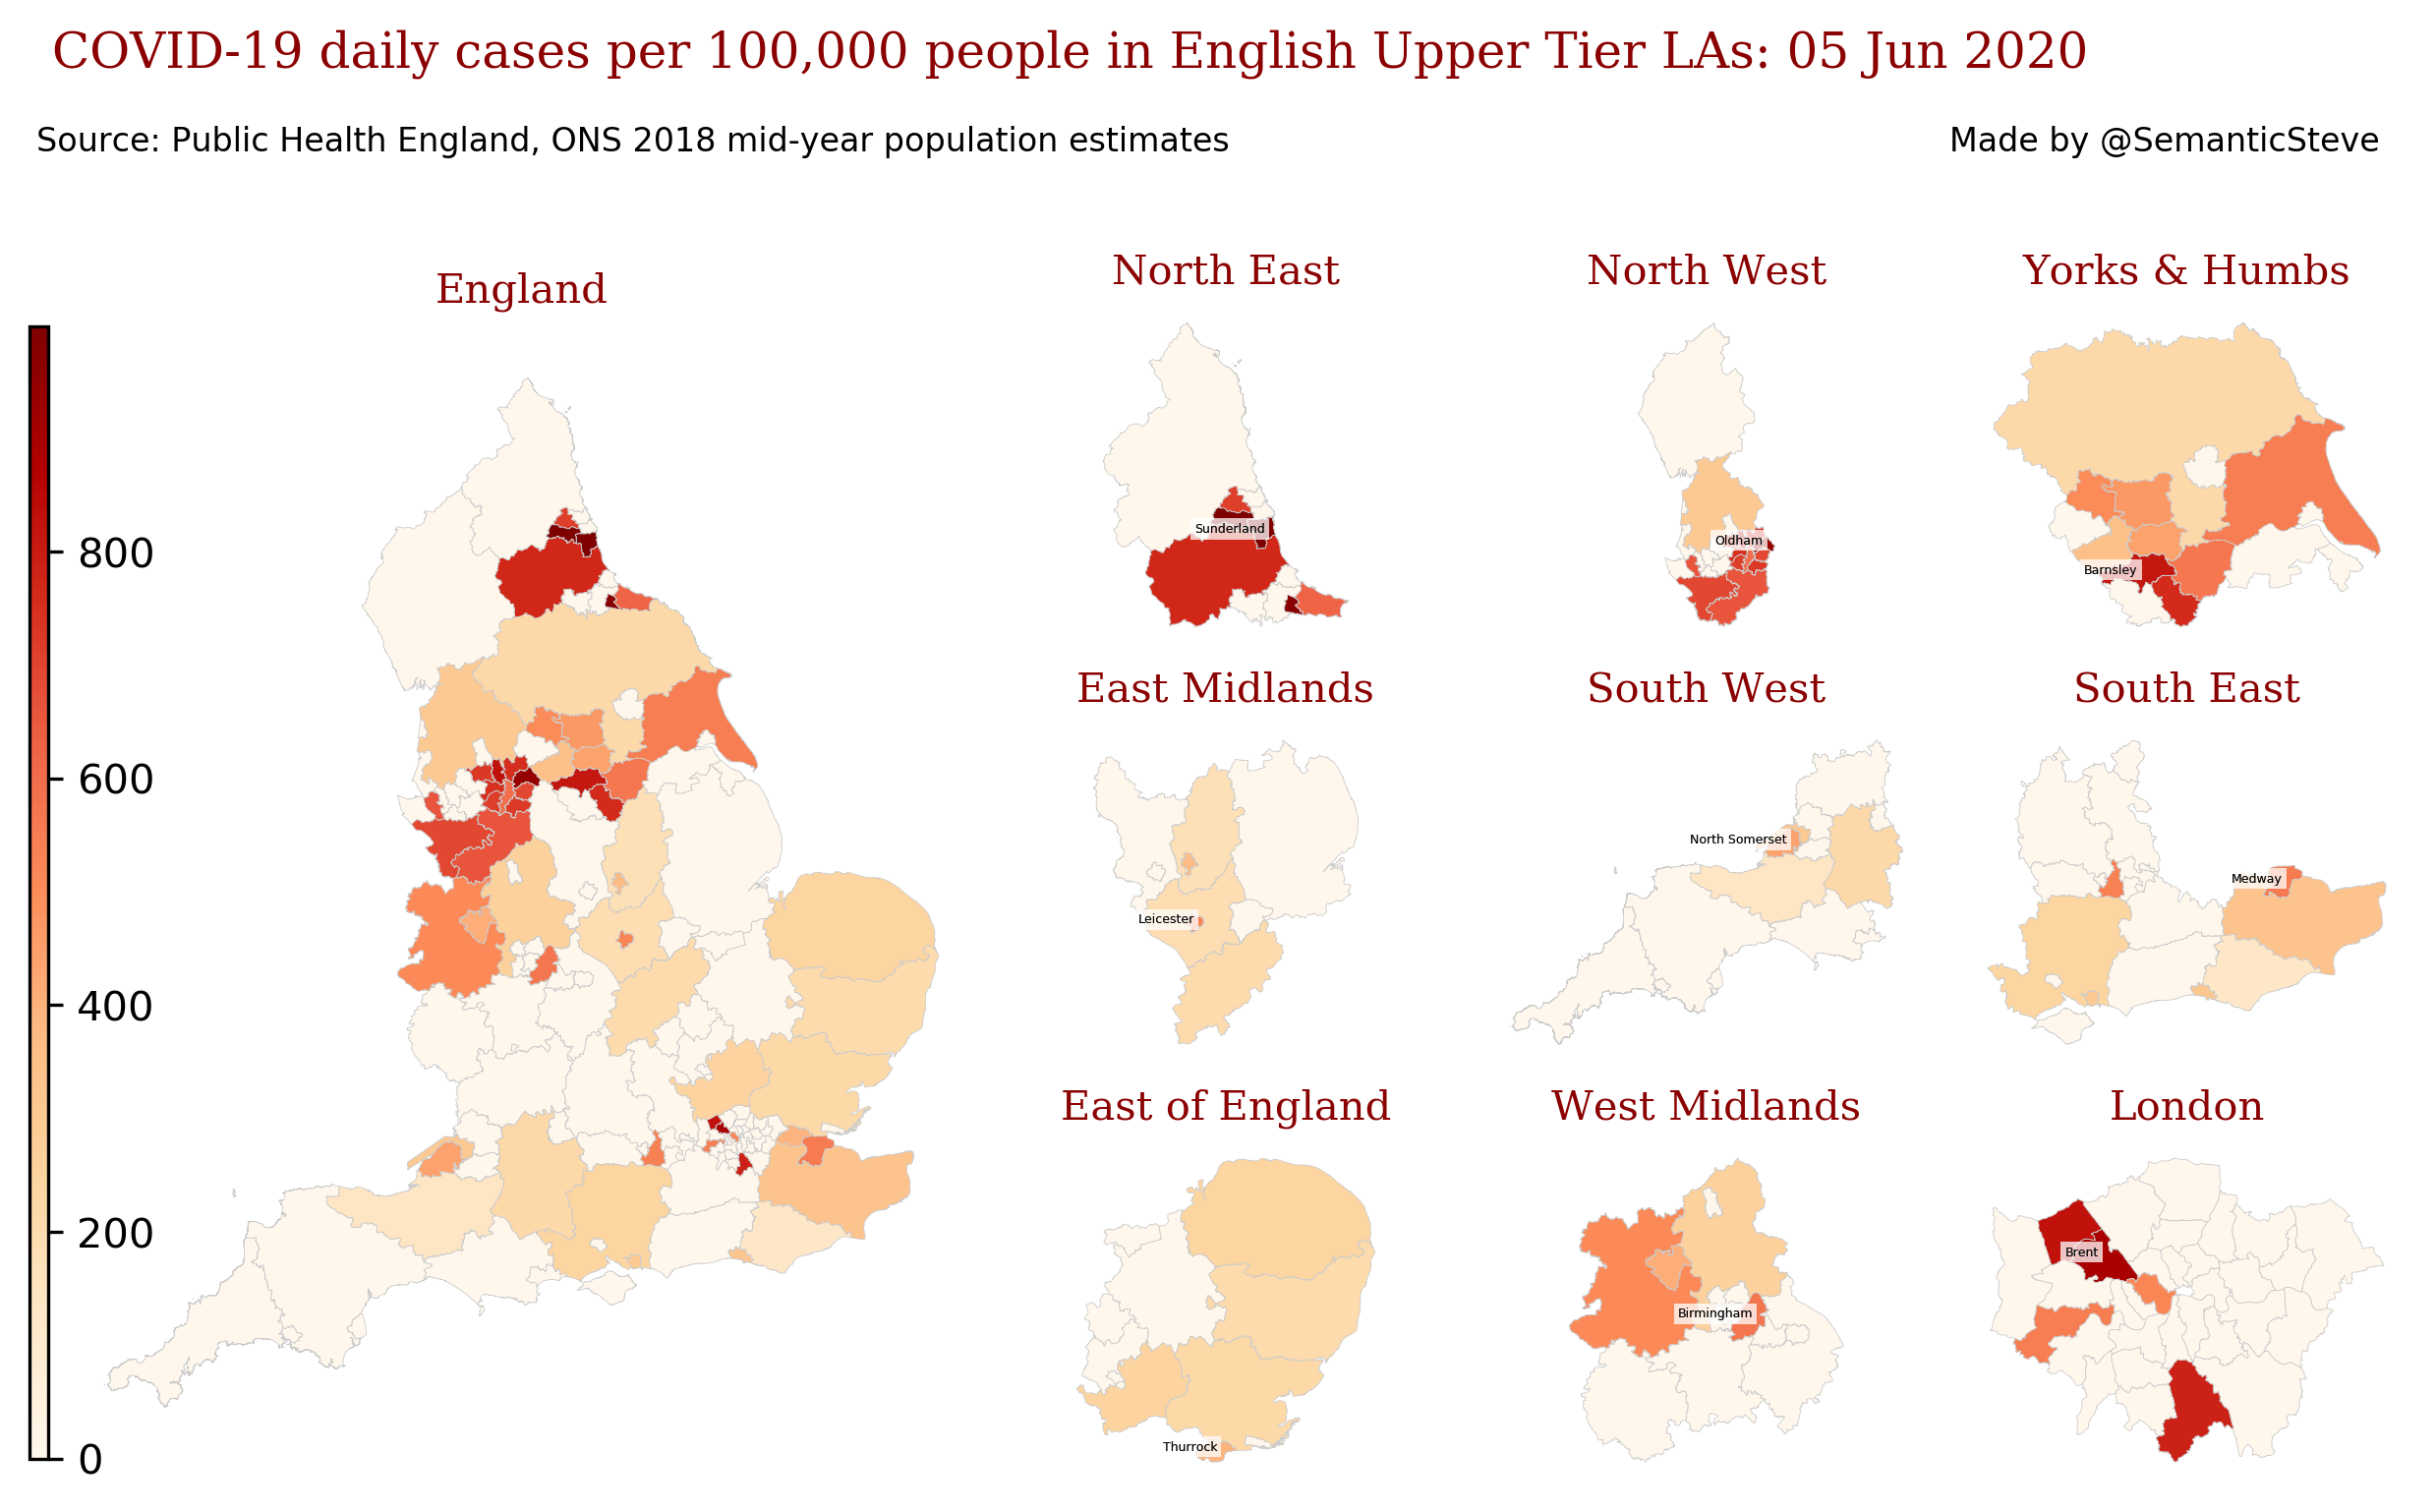 COVID-19 daily cases per 100,000 people in English Upper Tier LAs: 05 Jun 2020
Source: Public Health England, ONS 2018 mid-year population estimates
Made by @SemanticSteve
England
800
600
400
200
0
North East
Sunderland
North West
Oldham
Yorks & Humbs
Barnsley
East Midlands
Leicester
South West
North Somerset
South East
Medway
East of England
Thurrock
West Midlands
Birmingham
London
Brent